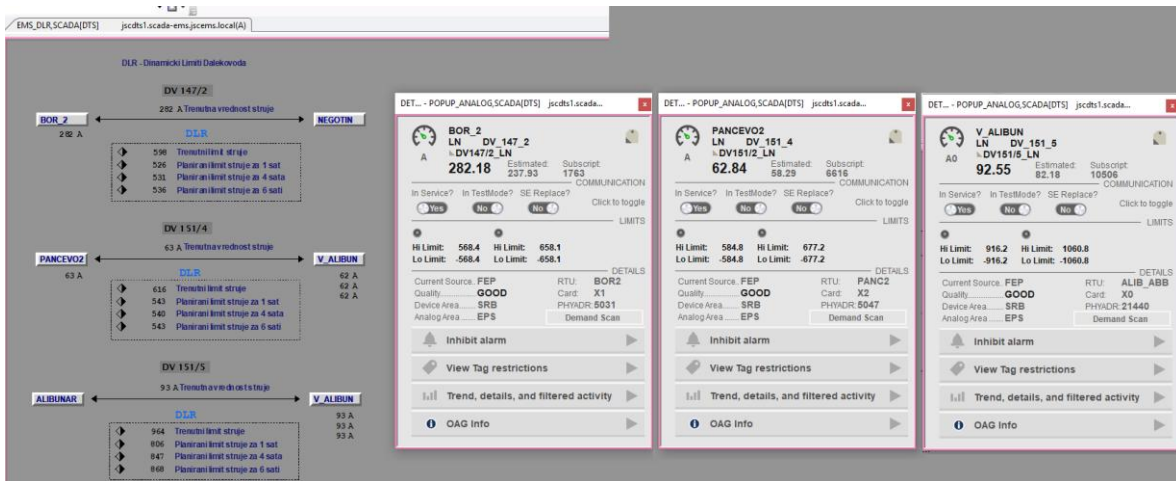 EMS_DLR,SCADA[DTS] jscdts1.scada-ems.jscems.local(A)
DLR - Dinamicki Limiti Dalekovoda
DV 147/2
282 A Trenutna vrednost struje
BOR_2
NEGOTIN
282 A
DLR
598 Trenutni limit struje
526 Planirani limit struje za 1 sat
531 Planirani limit struje za 4 sata
536 Planirani limit struje za 6 sati
DV 151/4
63 A Trenutna vrednost struje
PANCEVO2
V_ALIBUN
63 A
62 A
62 A
62 A
DLR
616 Trenutni limit struje
543 Planirani limit struje za 1 sat
540 Planirani limit struje za 4 sata
543 Planirani limit struje za 6 sati
DV 151/5
93 A Trenutna vrednost struje
ALIBUNAR
V_ALIBUN
93 A
93 A
93 A
DLR
964 Trenutni limit struje
806 Planirani limit struje za 1 sat
847 Planirani limit struje za 4 sata
868 Planirani limit struje za 6 sati
DET... - POPUP_ANALOG,SCADA[DTS] jscdts1.scada... x
BOR_2
LN DV_147_2
DV147/2_LN
A
282.18
Estimated: 237.93
Subscript: 1763
COMMUNICATION
In Service? In TestMode? SE Replace?
Yes No No Click to toggle
LIMITS
Hi Limit: 568.4 Hi Limit: 658.1
Lo Limit: -568.4 Lo Limit: -658.1
DETAILS
Current Source.. FEP RTU: BOR2
Quality............... GOOD Card: X1
Device Area....... SRB PHYADR: 5031
Analog Area....... EPS Demand Scan
Inhibit alarm
View Tag restrictions
Trend, details, and filtered activity
OAG Info
DET... - POPUP_ANALOG,SCADA[DTS] jscdts1.scada... x
PANCEVO2
LN DV_151_4
DV151/2_LN
A
62.84
Estimated: 58.29
Subscript: 6616
COMMUNICATION
In Service? In TestMode? SE Replace?
Yes No No Click to toggle
LIMITS
Hi Limit: 584.8 Hi Limit: 677.2
Lo Limit: -584.8 Lo Limit: -677.2
DETAILS
Current Source.. FEP RTU: PANC2
Quality............... GOOD Card: X2
Device Area....... SRB PHYADR: 5047
Analog Area....... EPS Demand Scan
Inhibit alarm
View Tag restrictions
Trend, details, and filtered activity
OAG Info
DET... - POPUP_ANALOG,SCADA[DTS] jscdts1.scada... x
V_ALIBUN
LN DV_151_5
DV151/5_LN
A0
92.55
Estimated: 82.18
Subscript: 10506
COMMUNICATION
In Service? In TestMode? SE Replace?
Yes No No Click to toggle
LIMITS
Hi Limit: 916.2 Hi Limit: 1060.8
Lo Limit: -916.2 Lo Limit: -1060.8
DETAILS
Current Source.. FEP RTU: ALIB_ABB
Quality............... GOOD Card: X0
Device Area....... SRB PHYADR: 21440
Analog Area....... EPS Demand Scan
Inhibit alarm
View Tag restrictions
Trend, details, and filtered activity
OAG Info